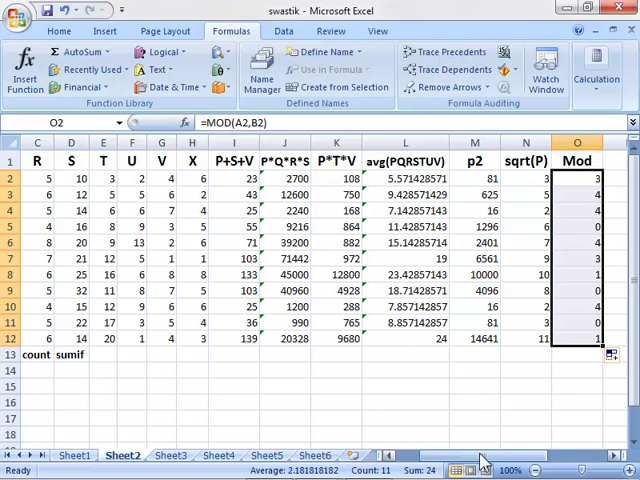 swastik - Microsoft Excel
Home Insert Page Layout Formulas Data Review View
Insert Function
Σ AutoSum
Recently Used
Financial
Logical
Text
Date & Time
Function Library
Name Manager
Define Name
Use in Formula
Create from Selection
Defined Names
Trace Precedents
Trace Dependents
Remove Arrows
Formula Auditing
Watch Window
Calculation
O2 fx =MOD(A2,B2)
C D E F G H I J K L M N O
1 R S T U V X P+S+V P*Q*R*S P*T*V avg(PQRSTUV) p2 sqrt(P) Mod
2 5 10 3 2 4 6 23 2700 108 5.571428571 81 3 3
3 6 12 5 5 6 2 43 12600 750 9.428571429 625 5 4
4 5 14 6 6 7 4 25 2240 168 7.142857143 16 2 4
5 4 16 8 9 3 5 55 9216 864 11.42857143 1296 6 0
6 8 20 9 13 2 6 71 39200 882 15.14285714 2401 7 4
7 7 21 12 5 1 1 103 71442 972 19 6561 9 3
8 6 25 16 6 8 8 133 45000 12800 23.42857143 10000 10 1
9 5 32 11 8 7 5 103 40960 4928 18.71428571 4096 8 0
10 4 15 12 9 6 6 25 1200 288 7.857142857 16 2 4
11 5 22 17 3 5 4 36 990 765 8.857142857 81 3 0
12 6 14 20 1 4 3 139 20328 9680 24 14641 11 1
13 count sumif
14
15
16
17
18
Sheet1 Sheet2 Sheet3 Sheet4 Sheet5 Sheet6
Ready Average: 2.181818182 Count: 11 Sum: 24 100%